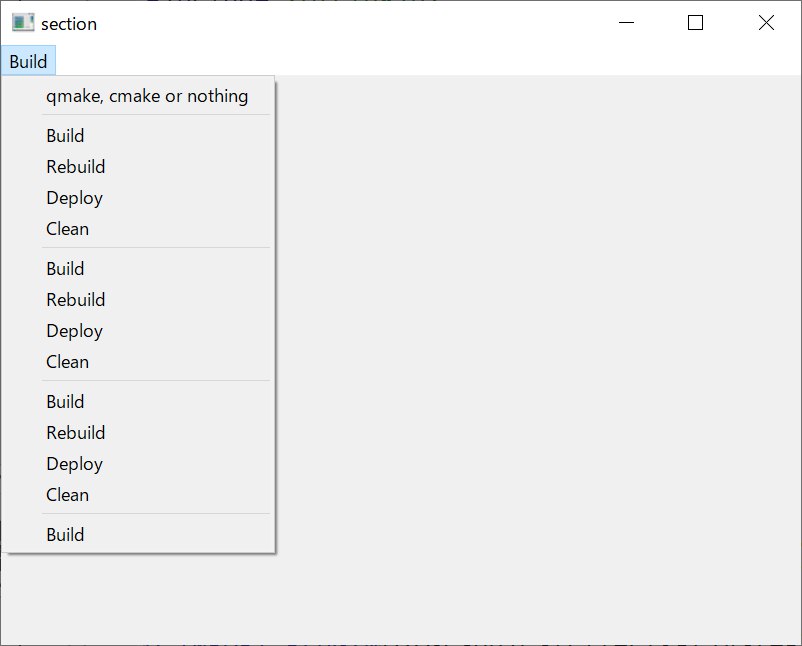 section
Build
qmake, cmake or nothing
Build
Rebuild
Deploy
Clean
Build
Rebuild
Deploy
Clean
Build
Rebuild
Deploy
Clean
Build